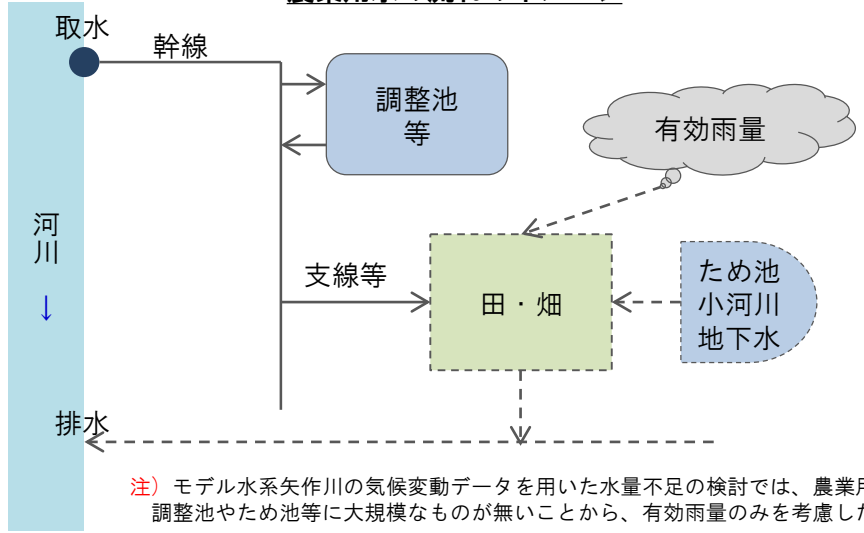 取水
幹線
調整池
等
有効雨量
河川
↓
支線等
田・畑
ため池
小河川
地下水
排水
注）モデル水系矢作川の気候変動データを用いた水量不足の検討では、農業用
調整池やため池等に大規模なものが無いことから、有効雨量のみを考慮した